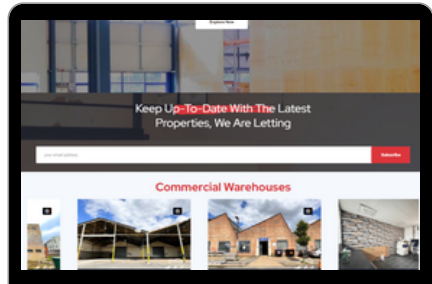 Explore Now
Keep Up-To-Date With The Latest
Properties, We Are Letting
your email address
Subscribe
Commercial Warehouses